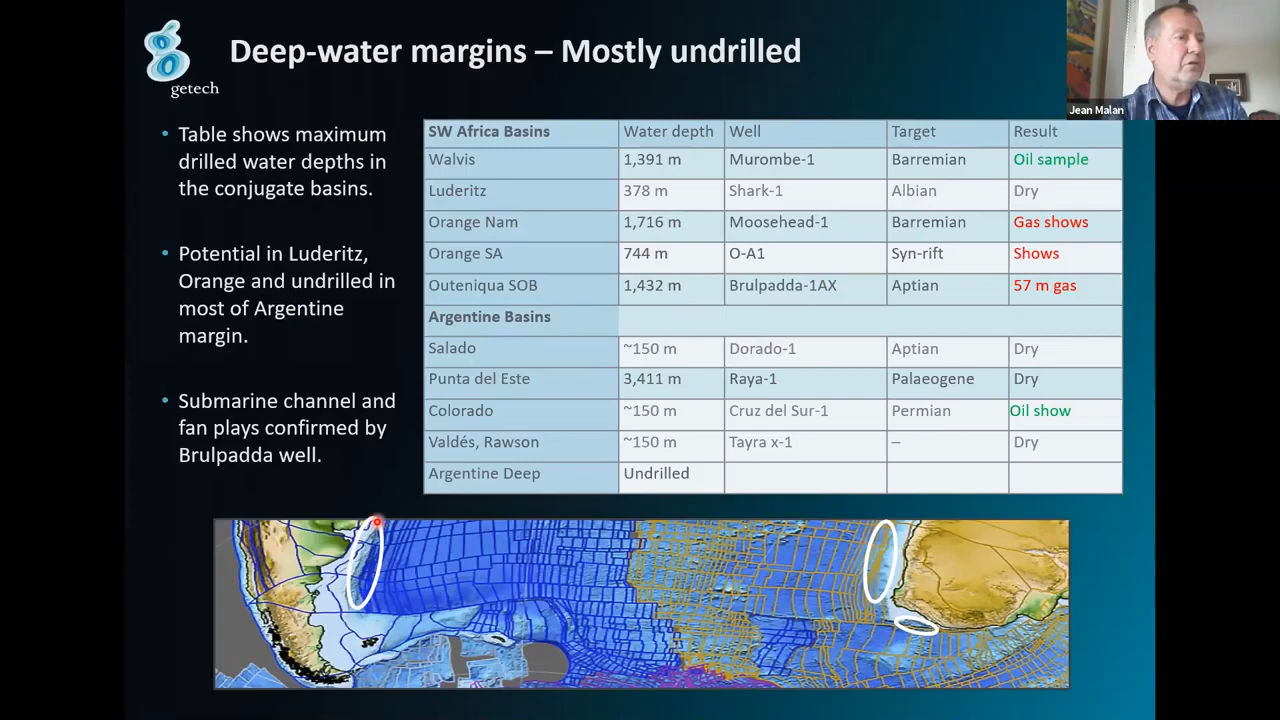 Deep-water margins – Mostly undrilled
getech
Jean Malan
• Table shows maximum
drilled water depths in
the conjugate basins.
• Potential in Luderitz,
Orange and undrilled in
most of Argentine
margin.
• Submarine channel and
fan plays confirmed by
Brulpadda well.
SW Africa Basins Water depth Well Target Result
Walvis 1,391 m Murombe-1 Barremian Oil sample
Luderitz 378 m Shark-1 Albian Dry
Orange Nam 1,716 m Moosehead-1 Barremian Gas shows
Orange SA 744 m O-A1 Syn-rift Shows
Outeniqua SOB 1,432 m Brulpadda-1AX Aptian 57 m gas
Argentine Basins
Salado ~150 m Dorado-1 Aptian Dry
Punta del Este 3,411 m Raya-1 Palaeogene Dry
Colorado ~150 m Cruz del Sur-1 Permian Oil show
Valdés, Rawson ~150 m Tayra x-1 – Dry
Argentine Deep Undrilled